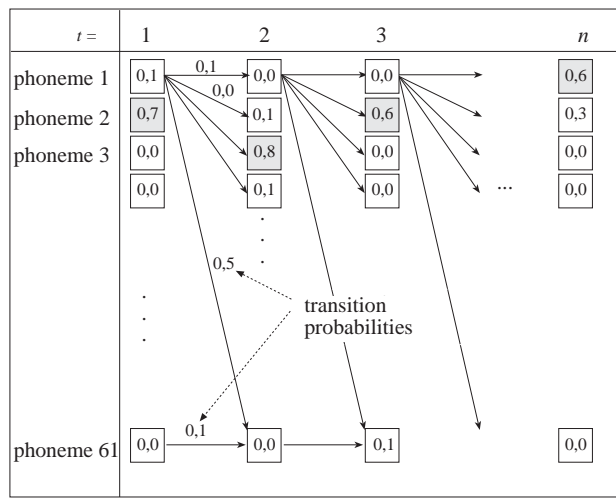 t = 1 2 3 n
phoneme 1 0,1 0,1 0,0 0,0 0,6
0,0
phoneme 2 0,7 0,1 0,6 0,3
phoneme 3 0,0 0,8 0,0 0,0
0,0 0,1 0,0 ... 0,0
0,5
transition
probabilities
0,1
phoneme 61 0,0 0,0 0,1 0,0